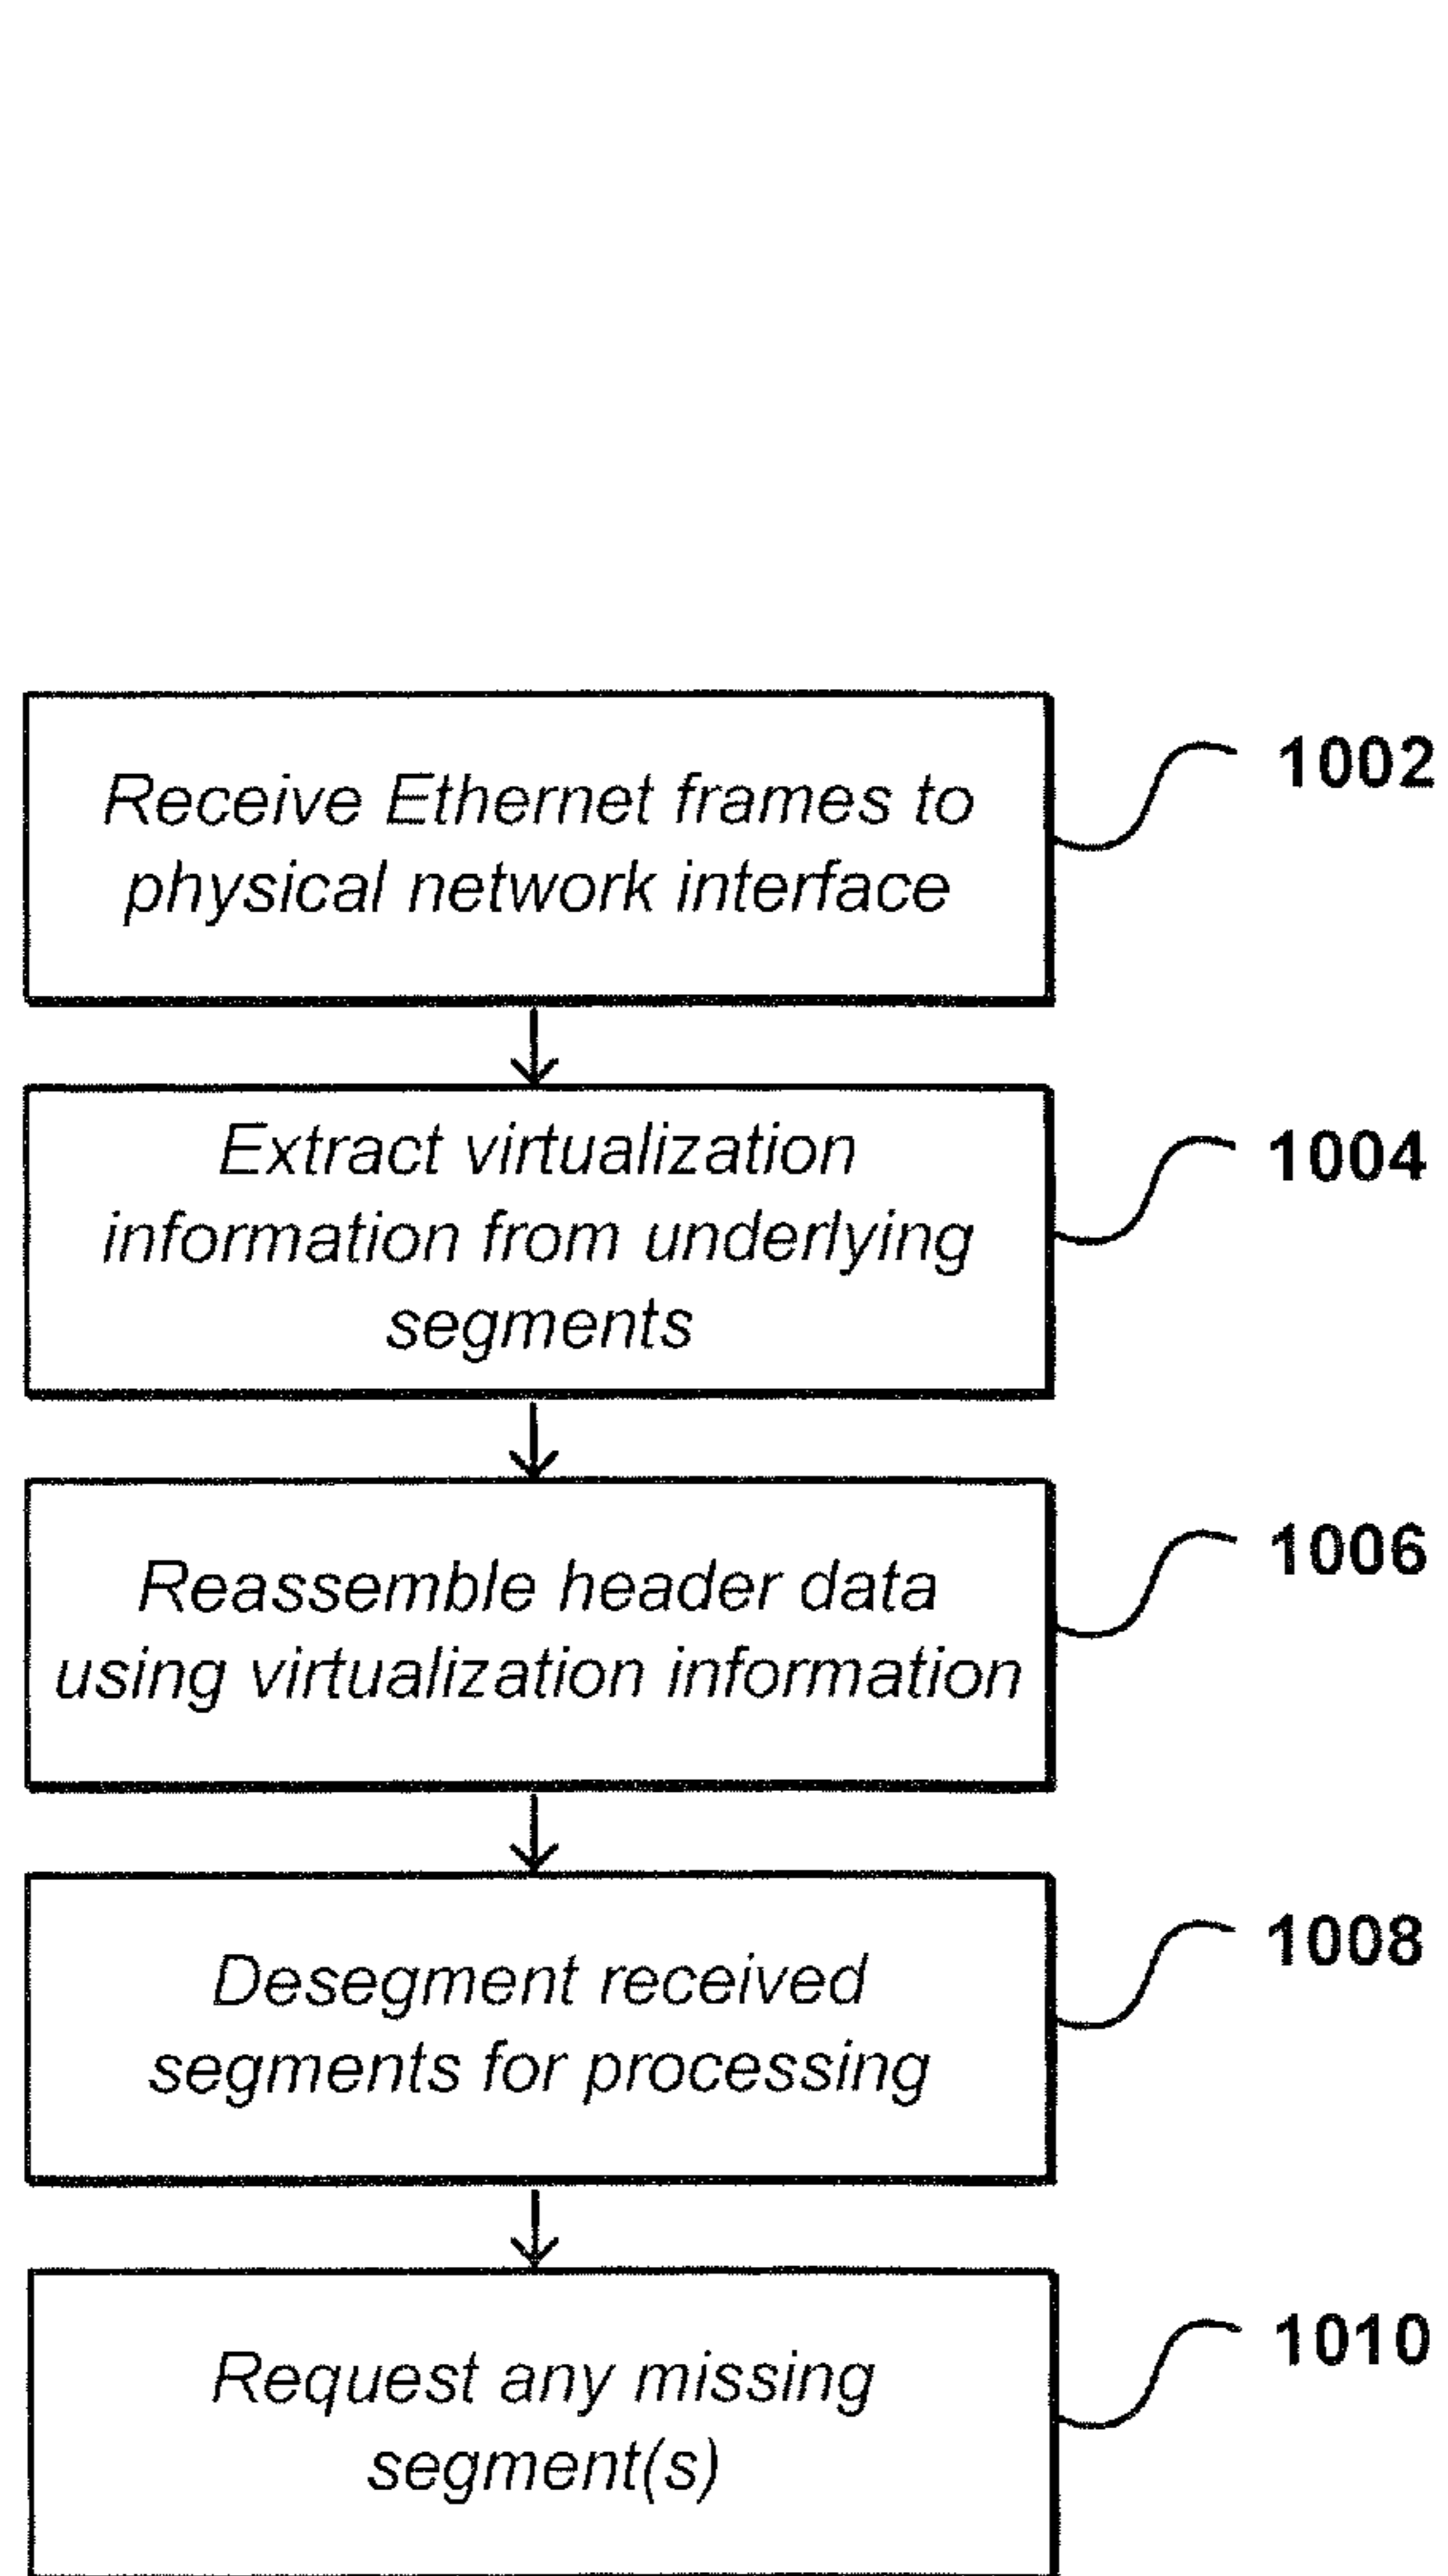 Receive Ethernet frames to
physical network interface
1002
Extract virtualization
information from underlying
segments
1004
Reassemble header data
using virtualization information
1006
Desegment received
segments for processing
1008
Request any missing
segment(s)
1010